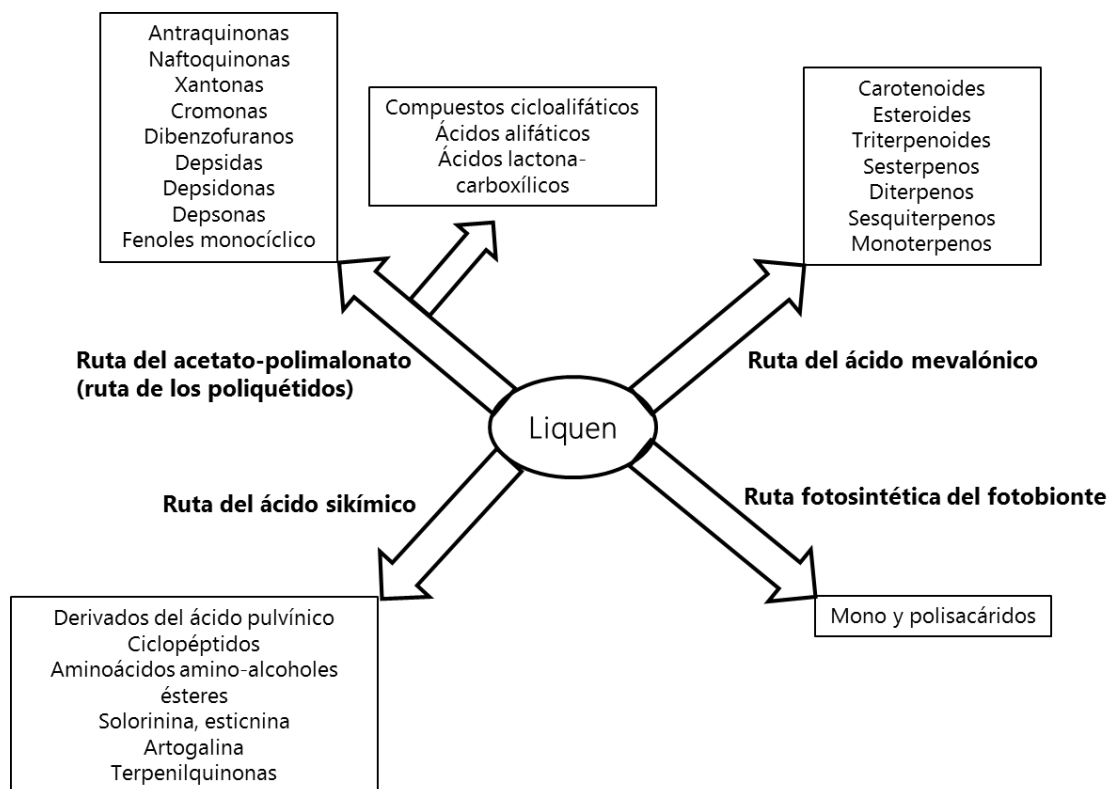 Antraquinonas
Naftoquinonas
Xantonas
Cromonas
Dibenzofuranos
Depsidas
Depsidonas
Depsonas
Fenoles monocíclico
Compuestos cicloalifáticos
Ácidos alifáticos
Ácidos lactona-
carboxílicos
Carotenoides
Esteroides
Triterpenoides
Sesterpenos
Diterpenos
Sesquiterpenos
Monoterpenos
Ruta del acetato-polimalonato
(ruta de los poliquétidos)
Ruta del ácido mevalónico
Liquen
Ruta del ácido sikímico
Ruta fotosintética del fotobionte
Derivados del ácido pulvínico
Ciclopéptidos
Aminoácidos amino-alcoholes
ésteres
Solorinina, esticnina
Artogalina
Terpenilquinonas
Mono y polisacáridos